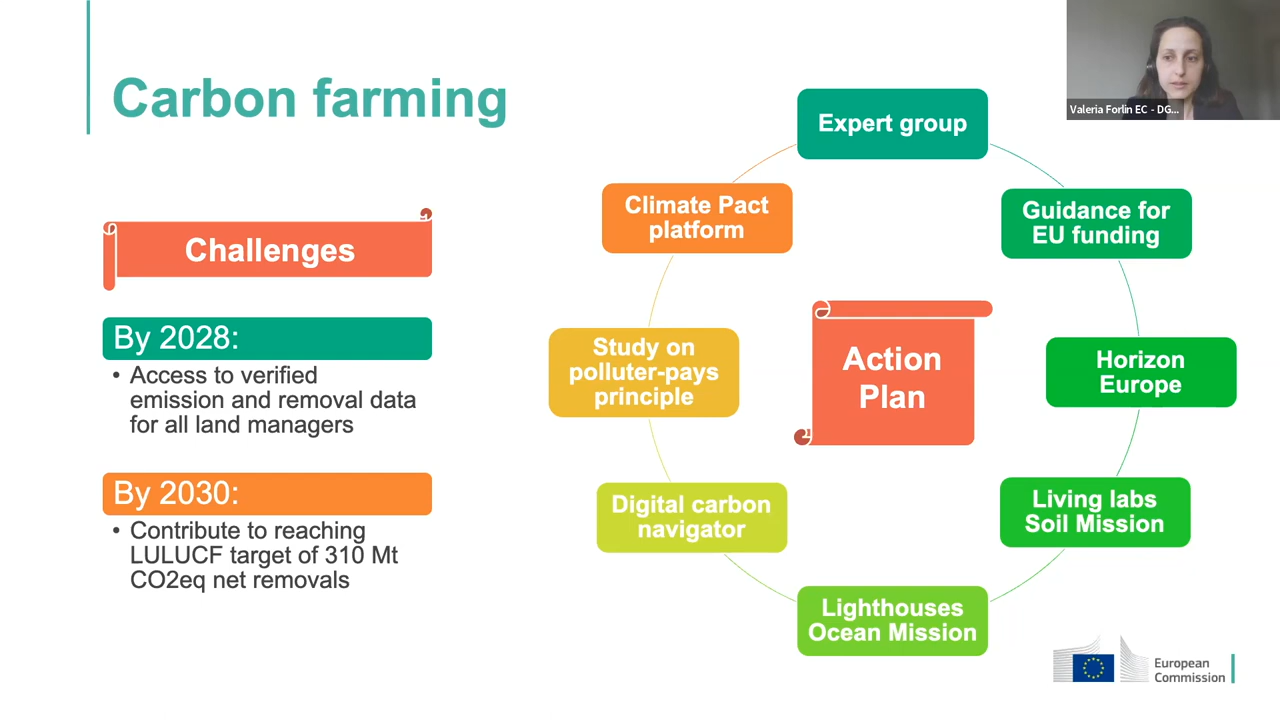 Carbon farming
Challenges
By 2028:
• Access to verified
emission and removal data
for all land managers
By 2030:
• Contribute to reaching
LULUCF target of 310 Mt
CO2eq net removals
Expert group
Guidance for
EU funding
Horizon
Europe
Living labs
Soil Mission
Lighthouses
Ocean Mission
Digital carbon
navigator
Study on
polluter-pays
principle
Climate Pact
platform
Action
Plan
Valeria Forlin EC - DG...
European
Commission